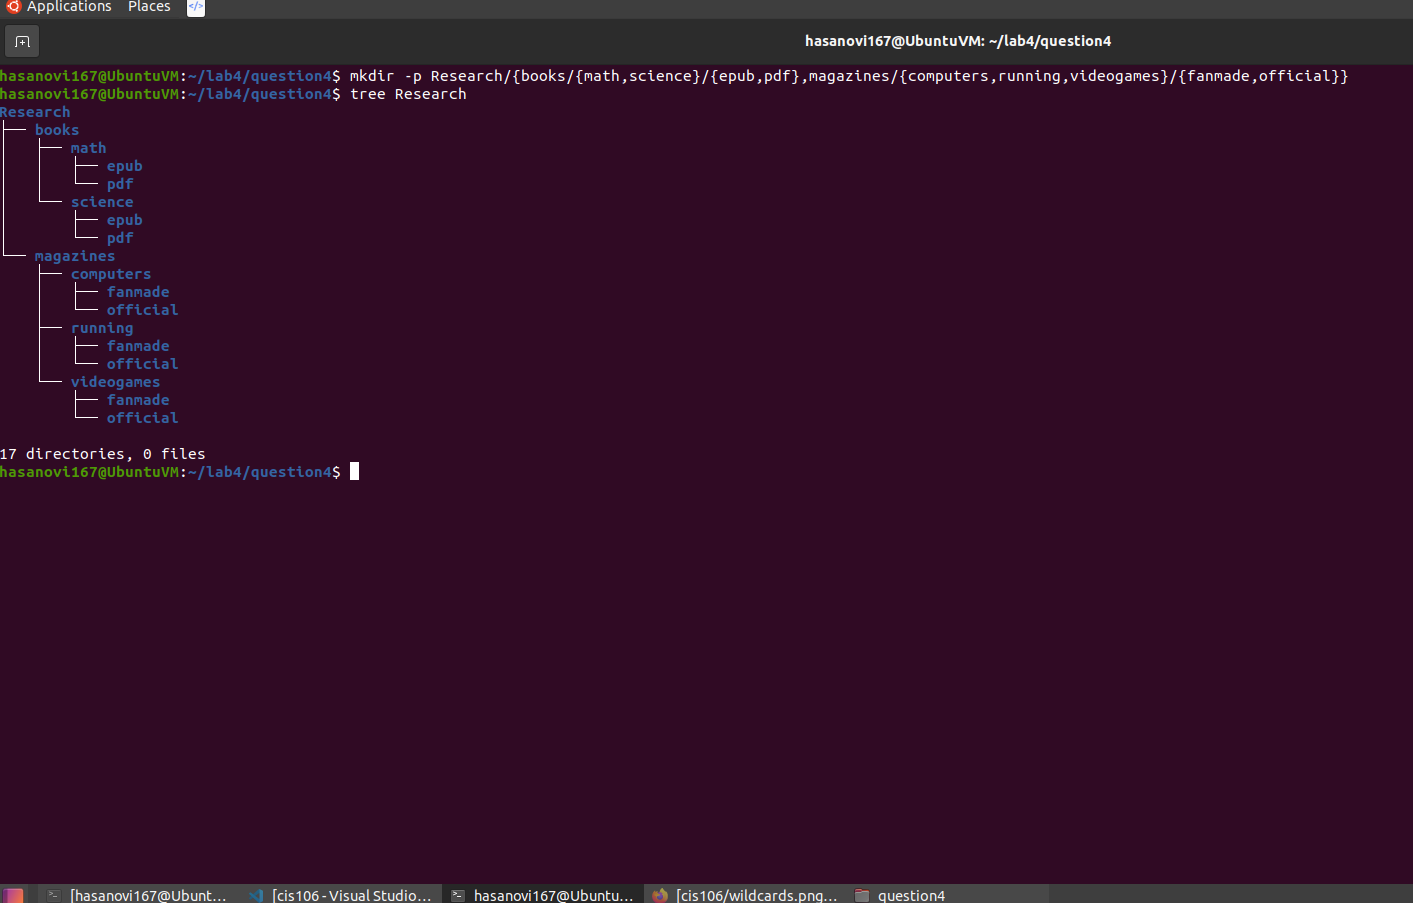 Applications Places </>
hasanovi167@UbuntuVM: ~/lab4/question4
hasanovi167@UbuntuVM:~/lab4/question4$ mkdir -p Research/{books/{math,science}/{epub,pdf},magazines/{computers,running,videogames}/{fanmade,official}}
hasanovi167@UbuntuVM:~/lab4/question4$ tree Research
Research
├── books
│   ├── math
│   │   ├── epub
│   │   └── pdf
│   └── science
│       ├── epub
│       └── pdf
└── magazines
    ├── computers
    │   ├── fanmade
    │   └── official
    ├── running
    │   ├── fanmade
    │   └── official
    └── videogames
        ├── fanmade
        └── official
17 directories, 0 files
hasanovi167@UbuntuVM:~/lab4/question4$
[hasanovi167@Ubunt... [cis106 - Visual Studio... hasanovi167@Ubuntu... [cis106/wildcards.png... question4